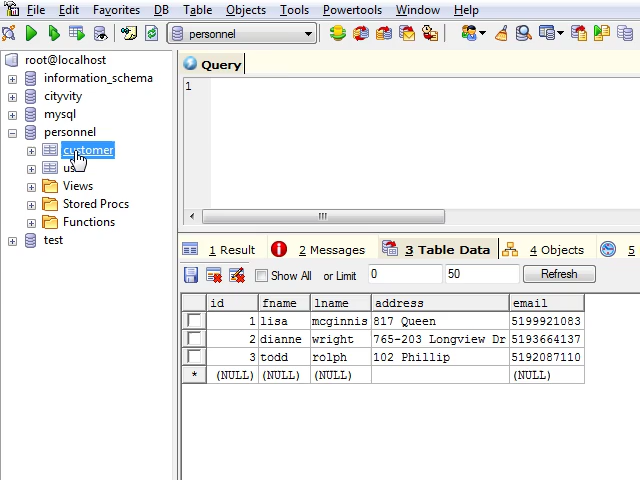 File Edit Favorites DB Table Objects Tools Powertools Window Help
personnel
root@localhost
information_schema
cityvity
mysql
personnel
customer
Views
Stored Procs
Functions
test
Query
1
1 Result 2 Messages 3 Table Data 4 Objects 5
Show All or Limit 0 50 Refresh
id fname lname address email
1 lisa mcginnis 817 Queen 5199921083
2 dianne wright 765-203 Longview Dr 5193664137
3 todd rolph 102 Phillip 5192087110
* (NULL) (NULL) (NULL) (NULL)